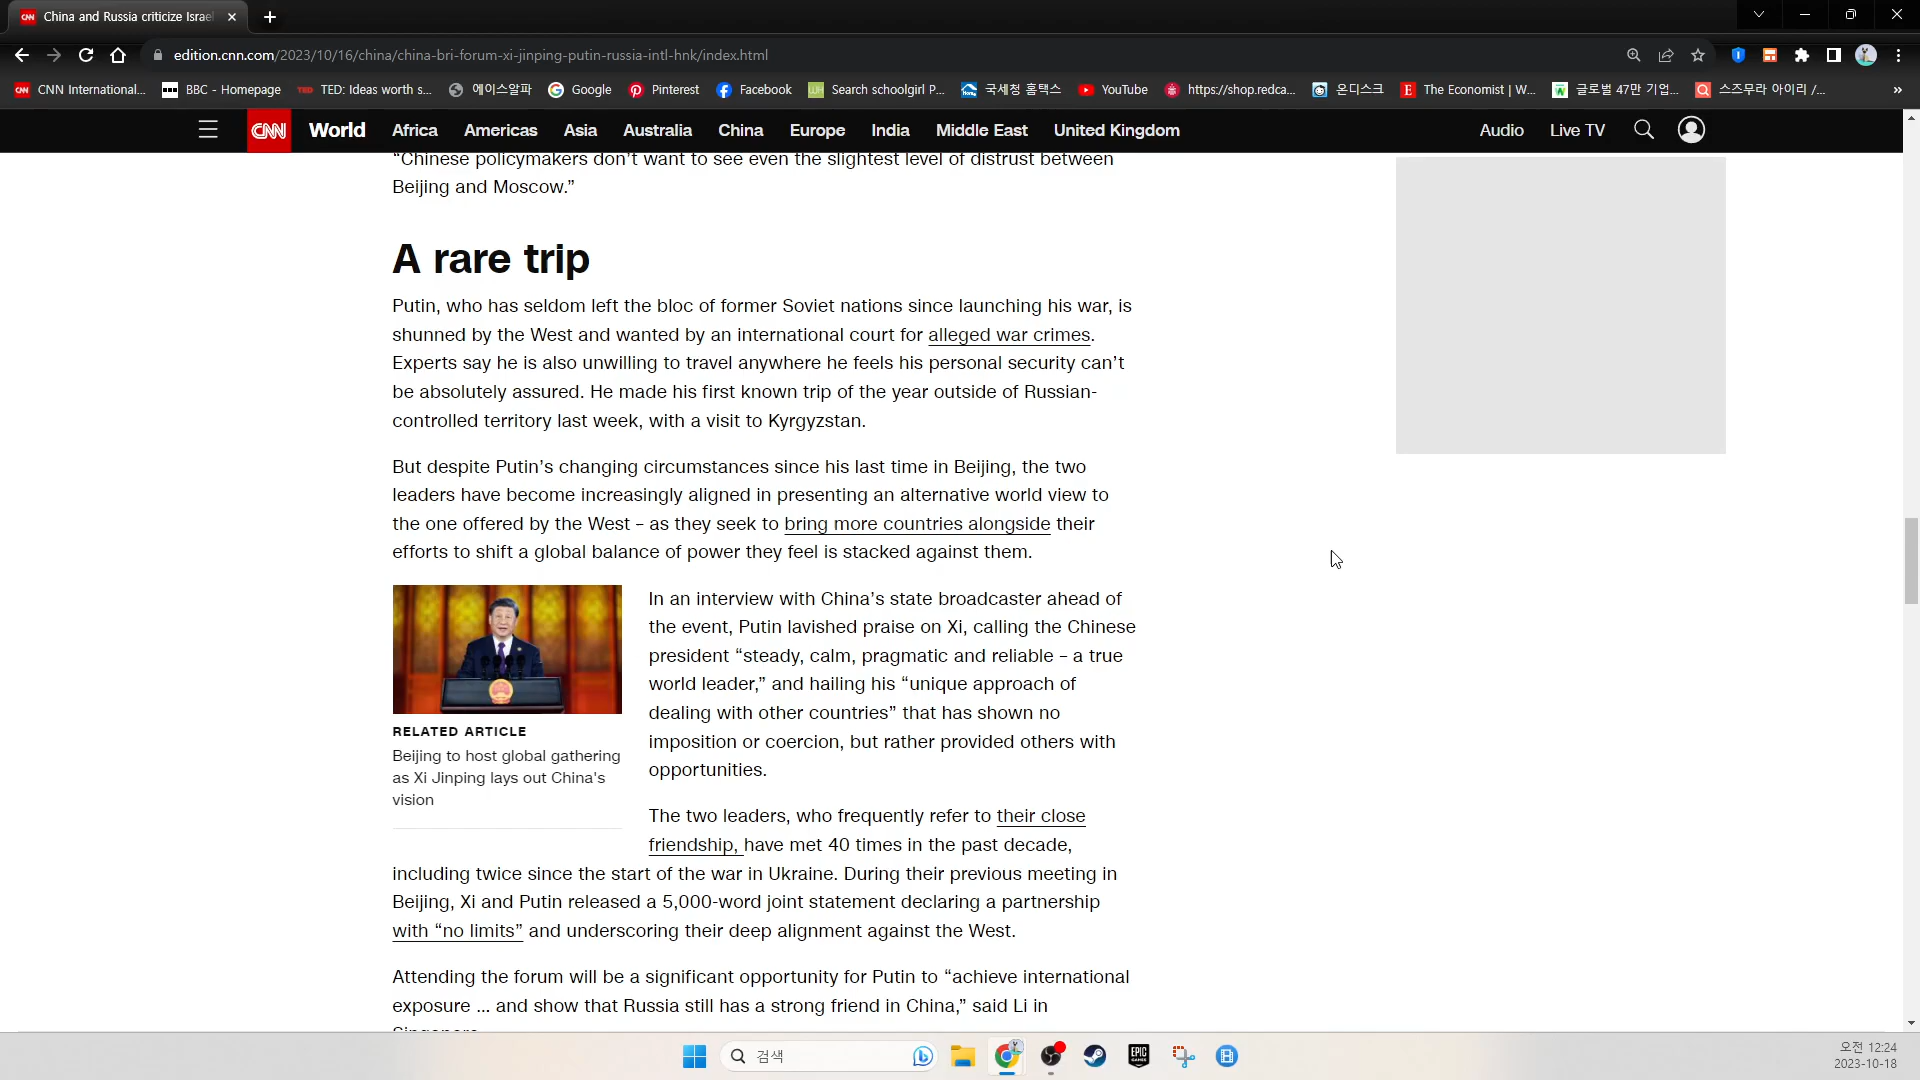 China and Russia criticize Israel
edition.cnn.com/2023/10/16/china/china-bri-forum-xi-jinping-putin-russia-intl-hnk/index.html
CNN International... BBC - Homepage TED: Ideas worth s... 에이스알파 Google Pinterest Facebook Search schoolgirl P... 국세청 홈택스 YouTube https://shop.redca... 온디스크 The Economist | W... 글로벌 47만 기업... 스즈무라 아이리 /... »
CNN World Africa Americas Asia Australia China Europe India Middle East United Kingdom Audio Live TV
“Chinese policymakers don’t want to see even the slightest level of distrust between
Beijing and Moscow.”
A rare trip
Putin, who has seldom left the bloc of former Soviet nations since launching his war, is
shunned by the West and wanted by an international court for alleged war crimes.
Experts say he is also unwilling to travel anywhere he feels his personal security can’t
be absolutely assured. He made his first known trip of the year outside of Russian-
controlled territory last week, with a visit to Kyrgyzstan.
But despite Putin’s changing circumstances since his last time in Beijing, the two
leaders have become increasingly aligned in presenting an alternative world view to
the one offered by the West – as they seek to bring more countries alongside their
efforts to shift a global balance of power they feel is stacked against them.
RELATED ARTICLE
Beijing to host global gathering
as Xi Jinping lays out China's
vision
In an interview with China’s state broadcaster ahead of
the event, Putin lavished praise on Xi, calling the Chinese
president “steady, calm, pragmatic and reliable – a true
world leader,” and hailing his “unique approach of
dealing with other countries” that has shown no
imposition or coercion, but rather provided others with
opportunities.
The two leaders, who frequently refer to their close
friendship, have met 40 times in the past decade,
including twice since the start of the war in Ukraine. During their previous meeting in
Beijing, Xi and Putin released a 5,000-word joint statement declaring a partnership
with “no limits” and underscoring their deep alignment against the West.
Attending the forum will be a significant opportunity for Putin to “achieve international
exposure ... and show that Russia still has a strong friend in China,” said Li in
Singapore.
검색
EPIC GAMES
오전 12:24
2023-10-18